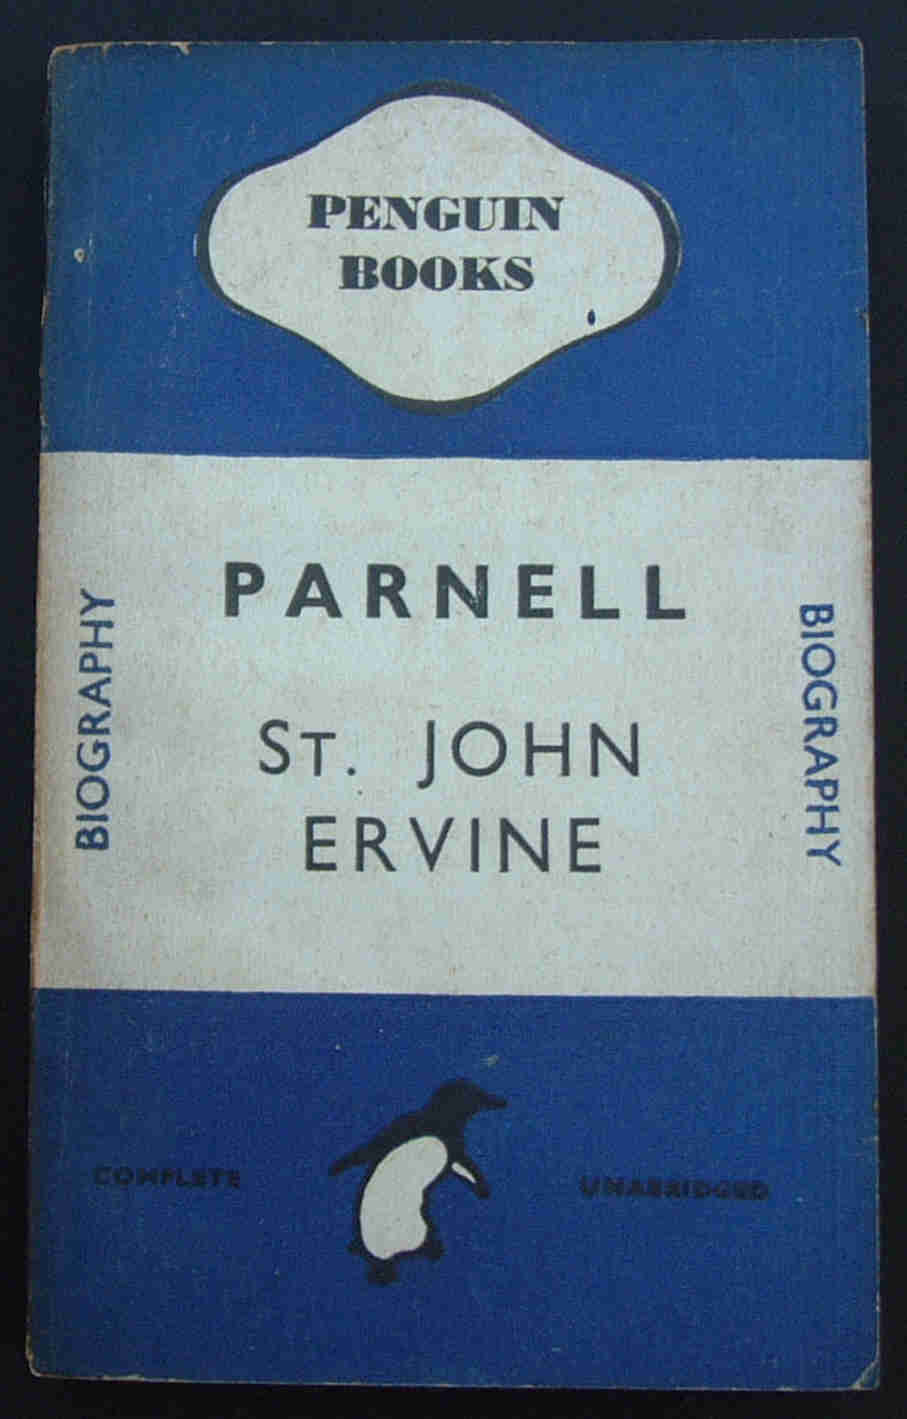 PENGUIN
BOOKS
BIOGRAPHY
PARNELL
ST. JOHN
ERVINE
BIOGRAPHY
COMPLETE
UNABRIDGED